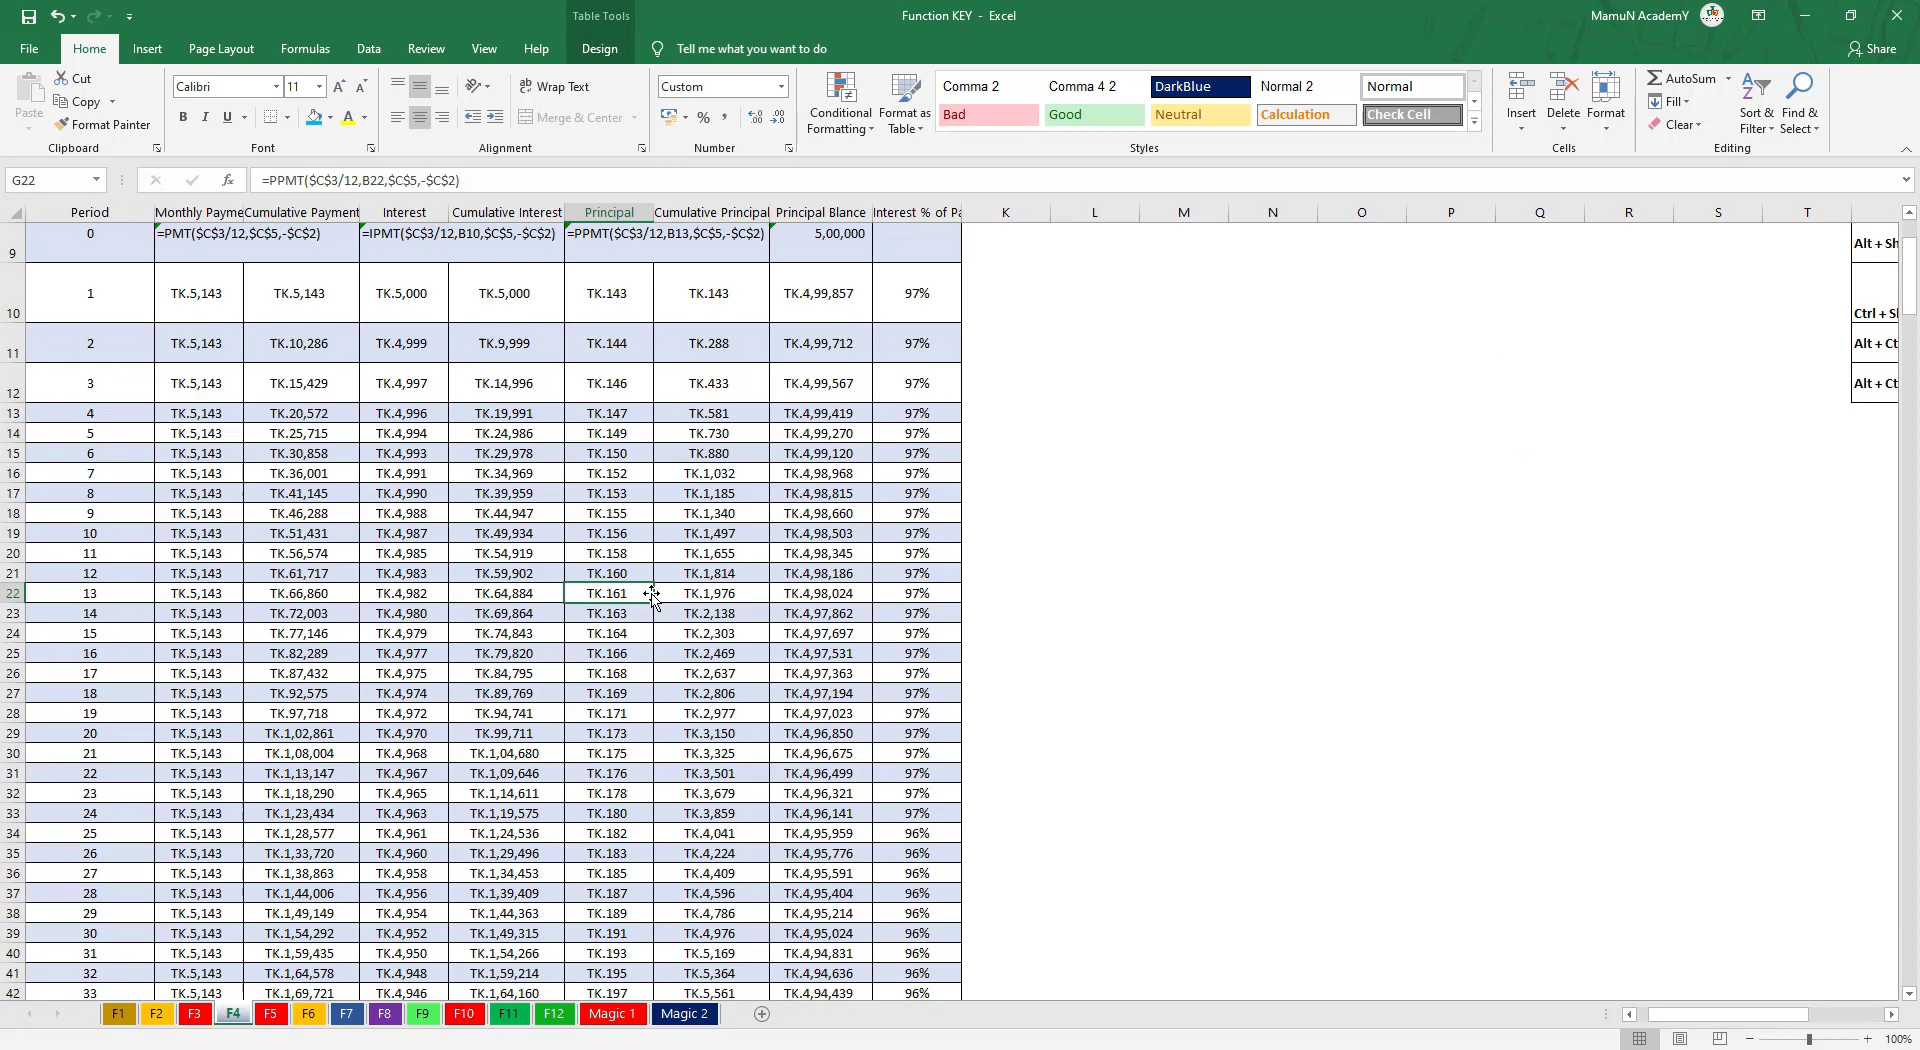 Table Tools
Function KEY - Excel
MamuN AcademY
File Home Insert Page Layout Formulas Data Review View Help Design Tell me what you want to do Share
Paste
Cut
Copy
Format Painter
Clipboard
Calibri 11
B I U
Font
Wrap Text
Merge & Center
Alignment
Custom
%
Number
Conditional Formatting
Format as Table
Comma 2 Comma 4 2 DarkBlue Normal 2 Normal
Bad Good Neutral Calculation Check Cell
Styles
Insert Delete Format
Cells
AutoSum
Fill
Clear
Sort & Filter
Find & Select
Editing
G22 fx =PPMT($C$3/12,B22,$C$5,-$C$2)
Period Monthly Payme Cumulative Payment Interest Cumulative Interest Principal Cumulative Principal Principal Blance Interest % of Pa K L M N O P Q R S T
9 0 =PMT($C$3/12,$C$5,-$C$2) =IPMT($C$3/12,B10,$C$5,-$C$2) =PPMT($C$3/12,B13,$C$5,-$C$2) 5,00,000 Alt + Sh
10 1 TK.5,143 TK.5,143 TK.5,000 TK.5,000 TK.143 TK.143 TK.4,99,857 97% Ctrl + Sh
11 2 TK.5,143 TK.10,286 TK.4,999 TK.9,999 TK.144 TK.288 TK.4,99,712 97% Alt + Ct
12 3 TK.5,143 TK.15,429 TK.4,997 TK.14,996 TK.146 TK.433 TK.4,99,567 97% Alt + Ct
13 4 TK.5,143 TK.20,572 TK.4,996 TK.19,991 TK.147 TK.581 TK.4,99,419 97%
14 5 TK.5,143 TK.25,715 TK.4,994 TK.24,986 TK.149 TK.730 TK.4,99,270 97%
15 6 TK.5,143 TK.30,858 TK.4,993 TK.29,978 TK.150 TK.880 TK.4,99,120 97%
16 7 TK.5,143 TK.36,001 TK.4,991 TK.34,969 TK.152 TK.1,032 TK.4,98,968 97%
17 8 TK.5,143 TK.41,145 TK.4,990 TK.39,959 TK.153 TK.1,185 TK.4,98,815 97%
18 9 TK.5,143 TK.46,288 TK.4,988 TK.44,947 TK.155 TK.1,340 TK.4,98,660 97%
19 10 TK.5,143 TK.51,431 TK.4,987 TK.49,934 TK.156 TK.1,497 TK.4,98,503 97%
20 11 TK.5,143 TK.56,574 TK.4,985 TK.54,919 TK.158 TK.1,655 TK.4,98,345 97%
21 12 TK.5,143 TK.61,717 TK.4,983 TK.59,902 TK.160 TK.1,814 TK.4,98,186 97%
22 13 TK.5,143 TK.66,860 TK.4,982 TK.64,884 TK.161 TK.1,976 TK.4,98,024 97%
23 14 TK.5,143 TK.72,003 TK.4,980 TK.69,864 TK.163 TK.2,138 TK.4,97,862 97%
24 15 TK.5,143 TK.77,146 TK.4,979 TK.74,843 TK.164 TK.2,303 TK.4,97,697 97%
25 16 TK.5,143 TK.82,289 TK.4,977 TK.79,820 TK.166 TK.2,469 TK.4,97,531 97%
26 17 TK.5,143 TK.87,432 TK.4,975 TK.84,795 TK.168 TK.2,637 TK.4,97,363 97%
27 18 TK.5,143 TK.92,575 TK.4,974 TK.89,769 TK.169 TK.2,806 TK.4,97,194 97%
28 19 TK.5,143 TK.97,718 TK.4,972 TK.94,741 TK.171 TK.2,977 TK.4,97,023 97%
29 20 TK.5,143 TK.1,02,861 TK.4,970 TK.99,711 TK.173 TK.3,150 TK.4,96,850 97%
30 21 TK.5,143 TK.1,08,004 TK.4,968 TK.1,04,680 TK.175 TK.3,325 TK.4,96,675 97%
31 22 TK.5,143 TK.1,13,147 TK.4,967 TK.1,09,646 TK.176 TK.3,501 TK.4,96,499 97%
32 23 TK.5,143 TK.1,18,290 TK.4,965 TK.1,14,611 TK.178 TK.3,679 TK.4,96,321 97%
33 24 TK.5,143 TK.1,23,434 TK.4,963 TK.1,19,575 TK.180 TK.3,859 TK.4,96,141 97%
34 25 TK.5,143 TK.1,28,577 TK.4,961 TK.1,24,536 TK.182 TK.4,041 TK.4,95,959 96%
35 26 TK.5,143 TK.1,33,720 TK.4,960 TK.1,29,496 TK.183 TK.4,224 TK.4,95,776 96%
36 27 TK.5,143 TK.1,38,863 TK.4,958 TK.1,34,453 TK.185 TK.4,409 TK.4,95,591 96%
37 28 TK.5,143 TK.1,44,006 TK.4,956 TK.1,39,409 TK.187 TK.4,596 TK.4,95,404 96%
38 29 TK.5,143 TK.1,49,149 TK.4,954 TK.1,44,363 TK.189 TK.4,786 TK.4,95,214 96%
39 30 TK.5,143 TK.1,54,292 TK.4,952 TK.1,49,315 TK.191 TK.4,976 TK.4,95,024 96%
40 31 TK.5,143 TK.1,59,435 TK.4,950 TK.1,54,266 TK.193 TK.5,169 TK.4,94,831 96%
41 32 TK.5,143 TK.1,64,578 TK.4,948 TK.1,59,214 TK.195 TK.5,364 TK.4,94,636 96%
42 33 TK.5,143 TK.1,69,721 TK.4,946 TK.1,64,160 TK.197 TK.5,561 TK.4,94,439 96%
F1 F2 F3 F4 F5 F6 F7 F8 F9 F10 F11 F12 Magic 1 Magic 2
100%